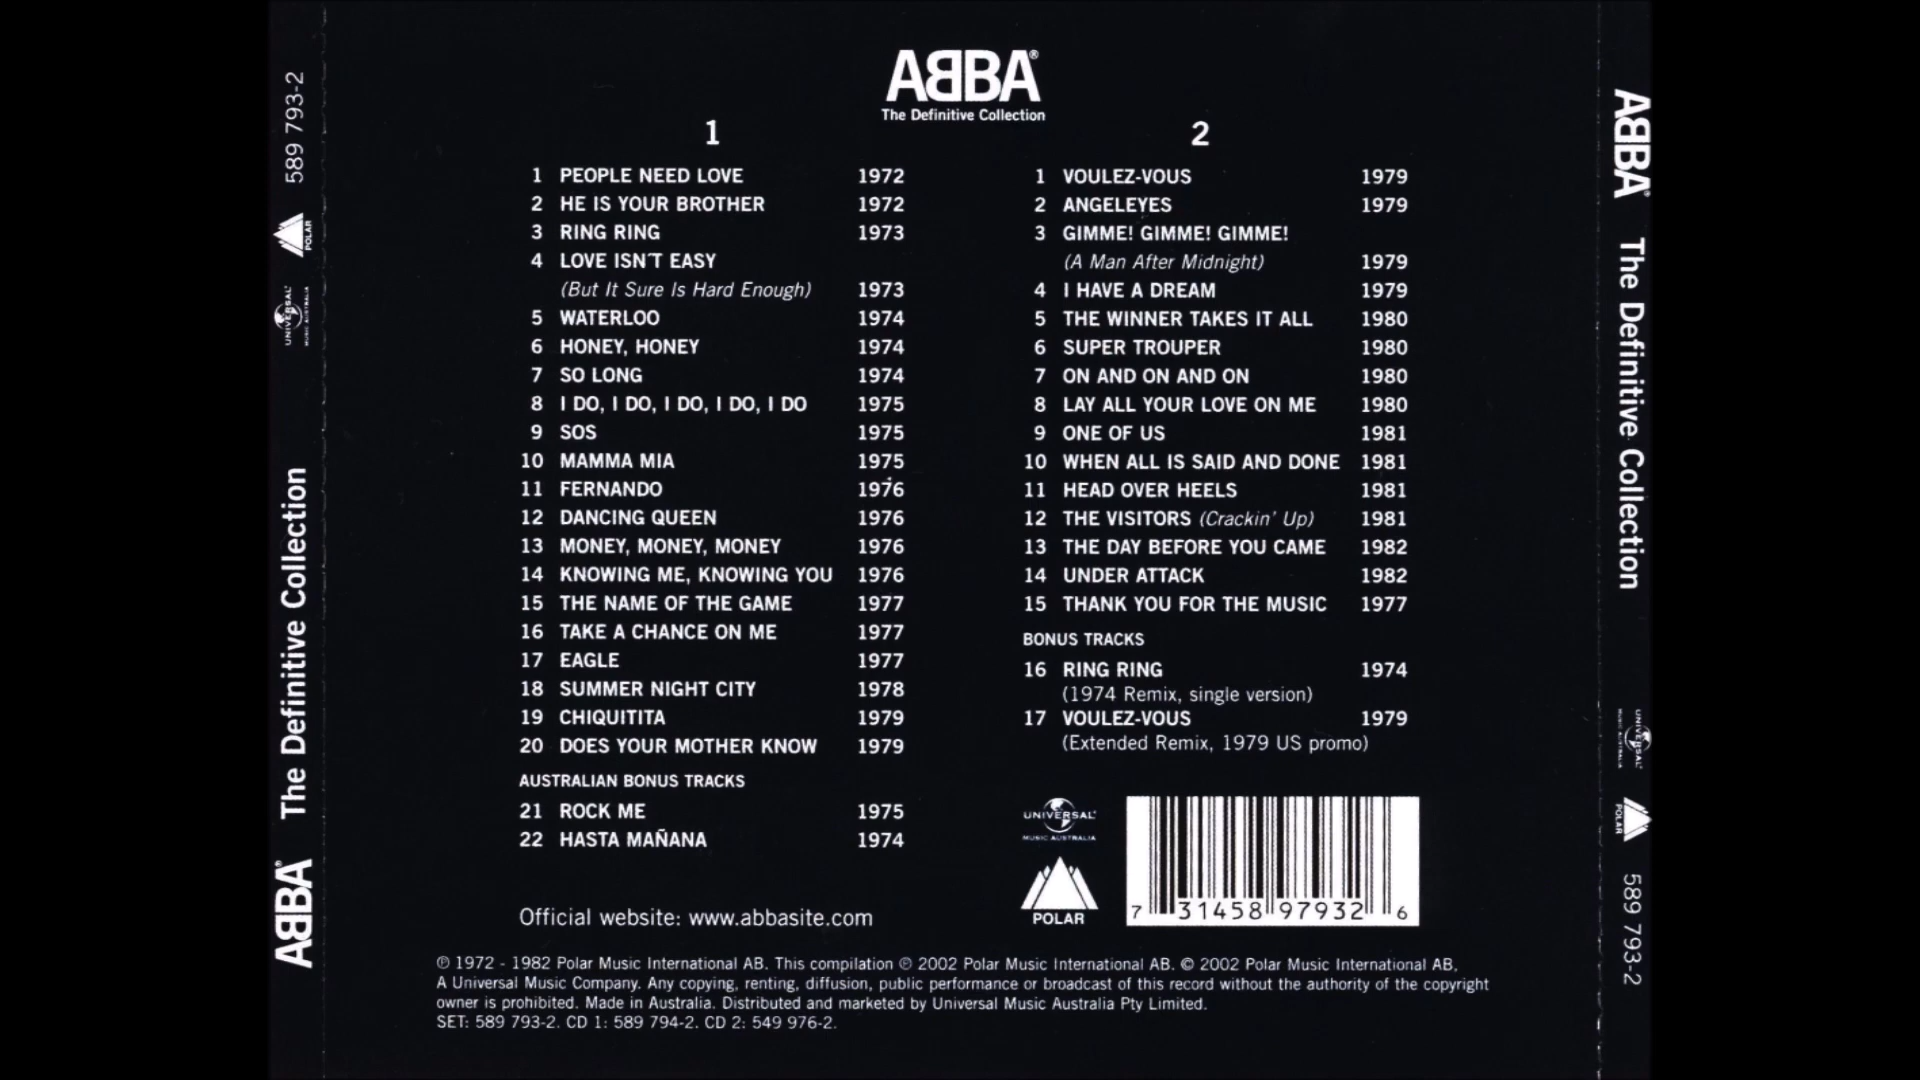 ABBA®
The Definitive Collection
1
1 PEOPLE NEED LOVE 1972
2 HE IS YOUR BROTHER 1972
3 RING RING 1973
4 LOVE ISN'T EASY
(But It Sure Is Hard Enough) 1973
5 WATERLOO 1974
6 HONEY, HONEY 1974
7 SO LONG 1974
8 I DO, I DO, I DO, I DO, I DO 1975
9 SOS 1975
10 MAMMA MIA 1975
11 FERNANDO 1976
12 DANCING QUEEN 1976
13 MONEY, MONEY, MONEY 1976
14 KNOWING ME, KNOWING YOU 1976
15 THE NAME OF THE GAME 1977
16 TAKE A CHANCE ON ME 1977
17 EAGLE 1977
18 SUMMER NIGHT CITY 1978
19 CHIQUITITA 1979
20 DOES YOUR MOTHER KNOW 1979
AUSTRALIAN BONUS TRACKS
21 ROCK ME 1975
22 HASTA MAÑANA 1974
2
1 VOULEZ-VOUS 1979
2 ANGELEYES 1979
3 GIMME! GIMME! GIMME!
(A Man After Midnight) 1979
4 I HAVE A DREAM 1979
5 THE WINNER TAKES IT ALL 1980
6 SUPER TROUPER 1980
7 ON AND ON AND ON 1980
8 LAY ALL YOUR LOVE ON ME 1980
9 ONE OF US 1981
10 WHEN ALL IS SAID AND DONE 1981
11 HEAD OVER HEELS 1981
12 THE VISITORS (Crackin' Up) 1981
13 THE DAY BEFORE YOU CAME 1982
14 UNDER ATTACK 1982
15 THANK YOU FOR THE MUSIC 1977
BONUS TRACKS
16 RING RING 1974
(1974 Remix, single version)
17 VOULEZ-VOUS 1979
(Extended Remix, 1979 US promo)
UNIVERSAL
MUSIC AUSTRALIA
POLAR
7 31458 97932 6
Official website: www.abbasite.com
℗ 1972 - 1982 Polar Music International AB. This compilation ℗ 2002 Polar Music International AB. © 2002 Polar Music International AB,
A Universal Music Company. Any copying, renting, diffusion, public performance or broadcast of this record without the authority of the copyright
owner is prohibited. Made in Australia. Distributed and marketed by Universal Music Australia Pty Limited.
SET: 589 793-2. CD 1: 589 794-2. CD 2: 549 976-2.
ABBA® The Definitive Collection
UNIVERSAL
MUSIC AUSTRALIA
POLAR
589 793-2
ABBA® The Definitive Collection
UNIVERSAL
MUSIC AUSTRALIA
POLAR
589 793-2